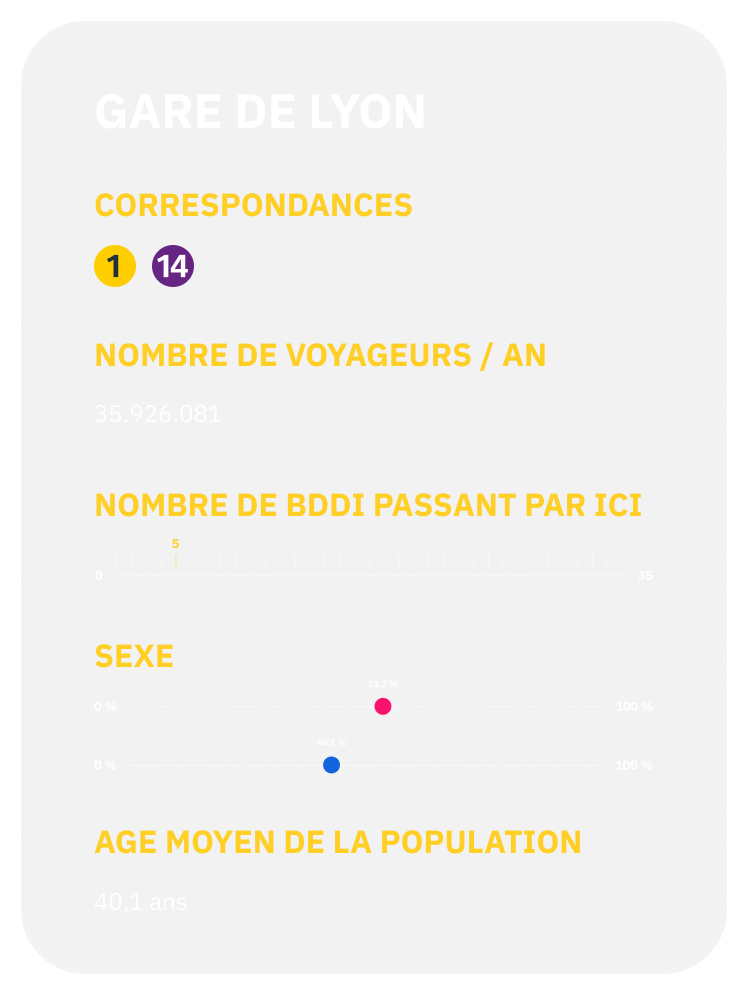 GARE DE LYON
CORRESPONDANCES
1 14
NOMBRE DE VOYAGEURS / AN
35.926.081
NOMBRE DE BDDI PASSANT PAR ICI
5
0 35
SEXE
53.2 %
0 % 100 %
40.1 %
0 % 100 %
AGE MOYEN DE LA POPULATION
40,1 ans